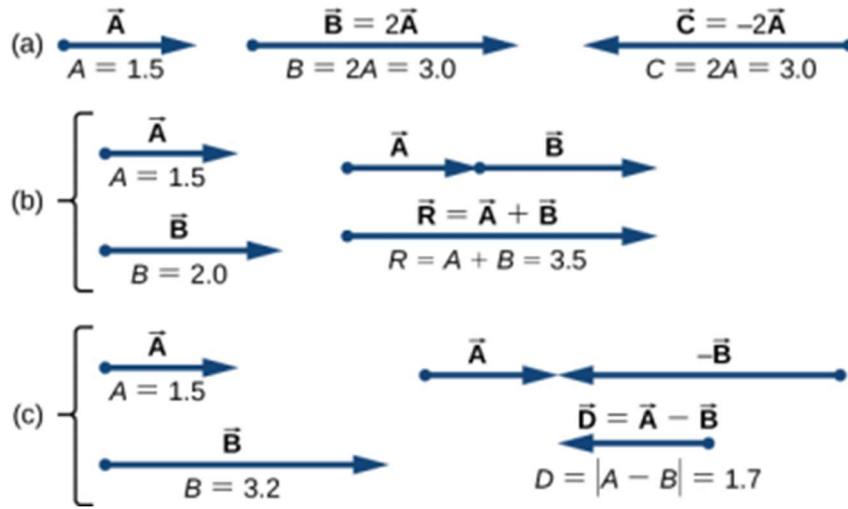 (a) A⃗ B⃗ = 2A⃗ C⃗ = –2A⃗
A = 1.5 B = 2A = 3.0 C = 2A = 3.0
(b)
A⃗
A = 1.5
B⃗
B = 2.0
A⃗ B⃗
R⃗ = A⃗ + B⃗
R = A + B = 3.5
(c)
A⃗
A = 1.5
B⃗
B = 3.2
A⃗ –B⃗
D⃗ = A⃗ − B⃗
D = |A − B| = 1.7